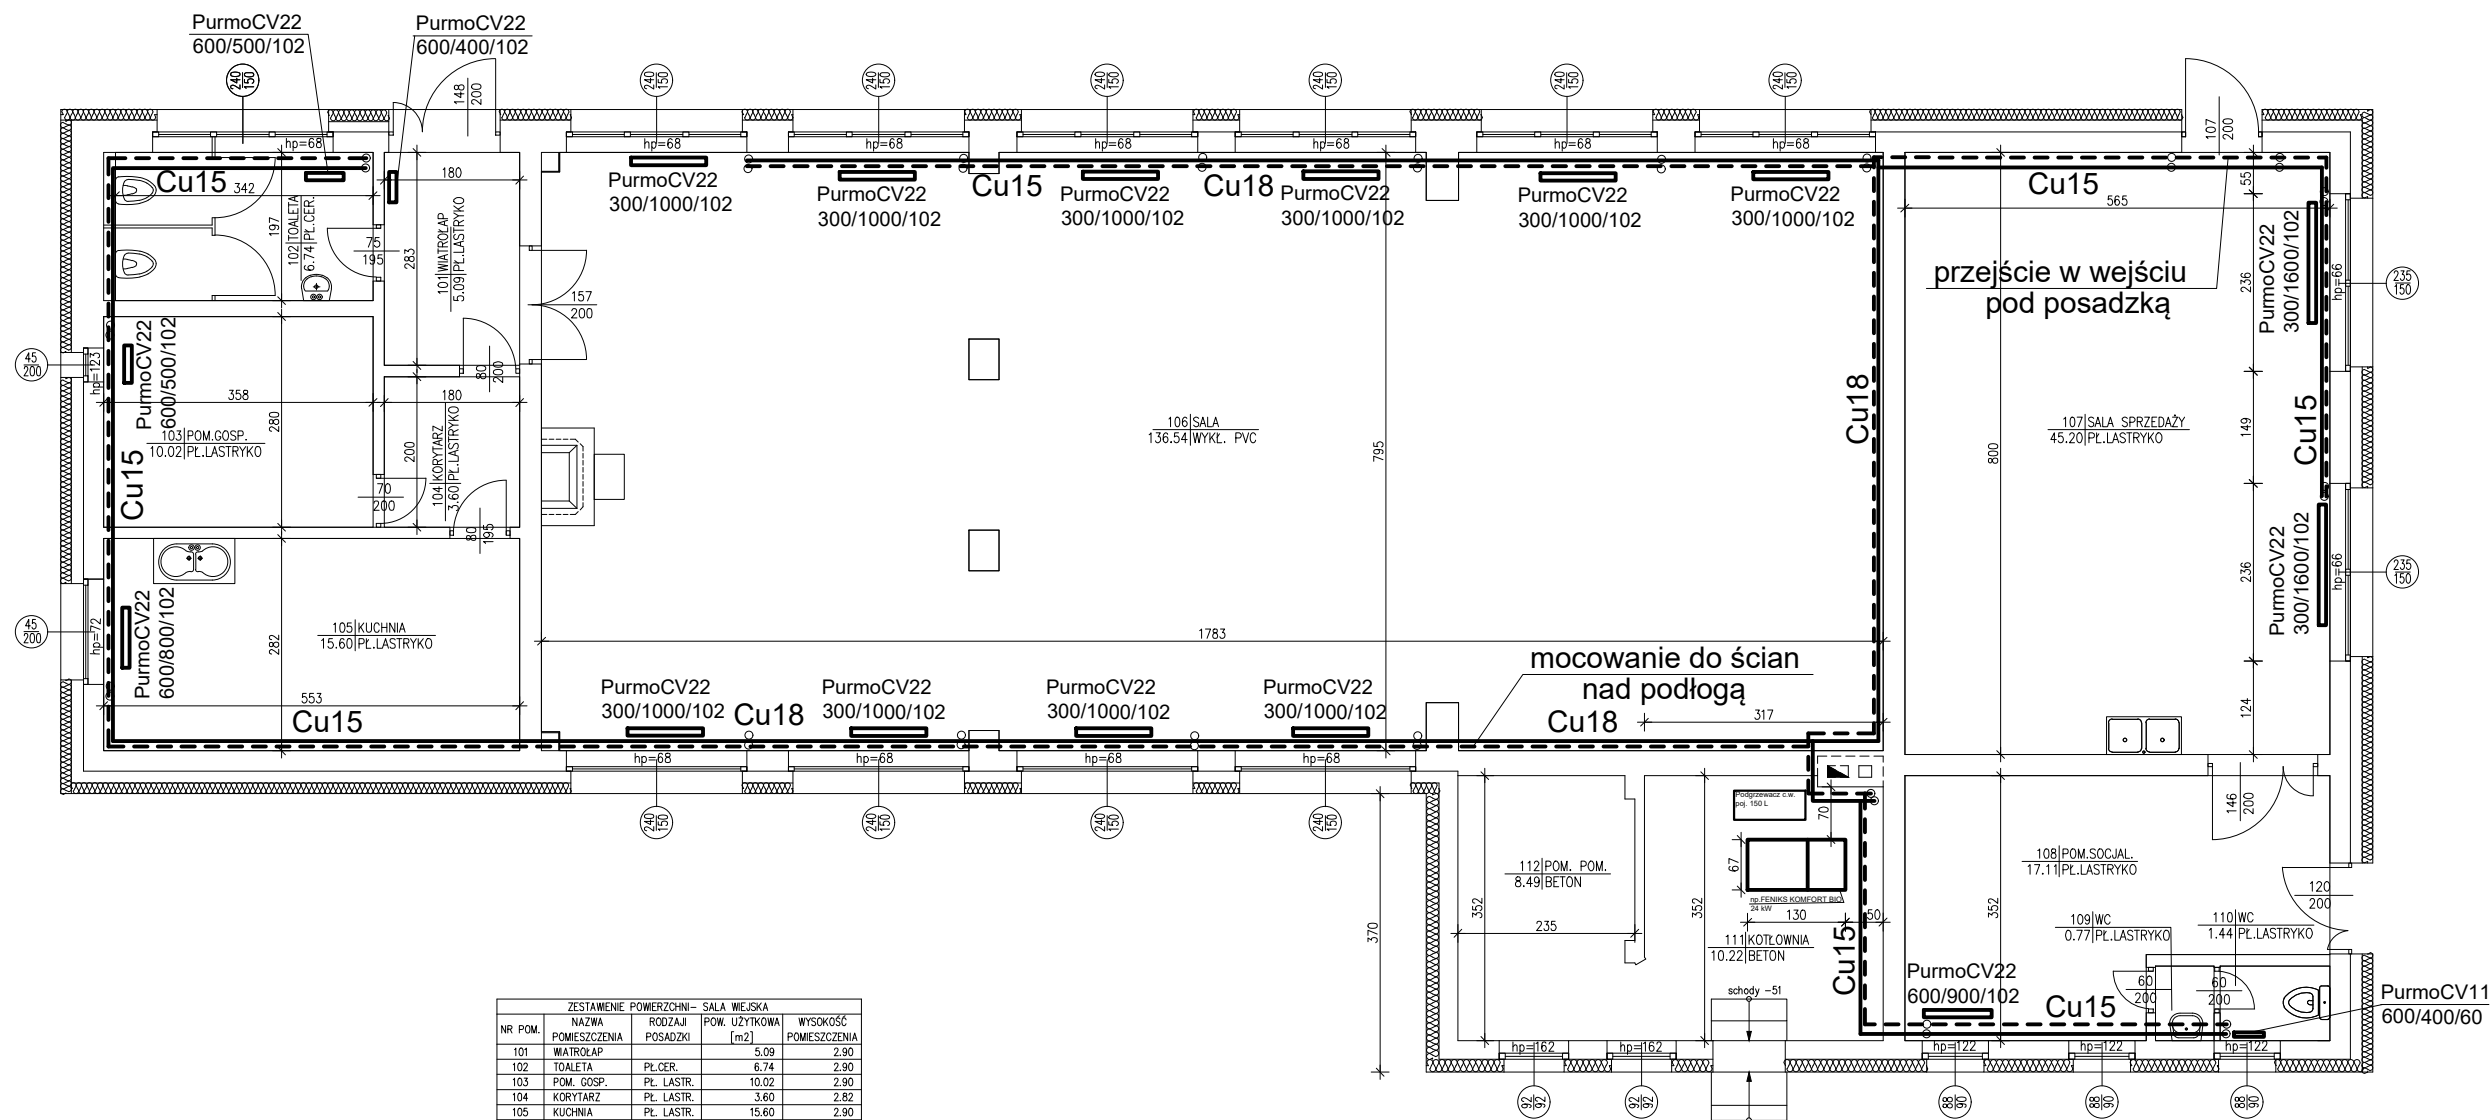 PurmoCV22
600/500/102
PurmoCV22
600/400/102
240
150
148
200
240
150
240
150
240
150
240
150
240
150
240
150
107
200
hp=68
hp=68
hp=68
hp=68
hp=68
hp=68
hp=68
Cu15
342
197
102 TOALETA
6.74 PŁ.CER.
75
195
180
283
101 WIATROŁAP
5.09 PŁ.LASTRYKO
PurmoCV22
300/1000/102
PurmoCV22
300/1000/102
Cu15
PurmoCV22
300/1000/102
Cu18
PurmoCV22
300/1000/102
PurmoCV22
300/1000/102
PurmoCV22
300/1000/102
Cu15
565
55
PurmoCV22
300/1600/102
236
hp=66
235
150
przejście w wejściu
pod posadzką
157
200
80
200
45
200
hp=123
PurmoCV22
600/500/102
358
280
103 POM.GOSP.
10.02 PŁ.LASTRYKO
Cu15
180
200
104 KORYTARZ
3.60 PŁ.LASTRYKO
70
200
80
195
106 SALA
136.54 WYKŁ. PVC
795
Cu18
800
107 SALA SPRZEDAŻY
45.20 PŁ.LASTRYKO
149
Cu15
236
PurmoCV22
300/1600/102
hp=66
235
150
124
45
200
hp=72
PurmoCV22
600/800/102
282
105 KUCHNIA
15.60 PŁ.LASTRYKO
553
Cu15
1783
mocowanie do ścian
nad podłogą
PurmoCV22
300/1000/102
Cu18
PurmoCV22
300/1000/102
PurmoCV22
300/1000/102
PurmoCV22
300/1000/102
Cu18
317
hp=68
hp=68
hp=68
hp=68
240
150
240
150
240
150
240
150
Podgrzewacz c.w.
poj. 150 L
70
67
np.FENIKS KOMFORT BIO
24 kW
130
50
112 POM. POM.
8.49 BETON
352
235
352
370
111 KOTŁOWNIA
10.22 BETON
Cu15
schody -51
146
200
108 POM.SOCJAL.
17.11 PŁ.LASTRYKO
352
120
200
109 WC
0.77 PŁ.LASTRYKO
110 WC
1.44 PŁ.LASTRYKO
60
200
60
200
PurmoCV22
600/900/102
Cu15
PurmoCV11
600/400/60
hp=162
hp=162
hp=122
hp=122
hp=122
92
92
92
92
88
90
88
90
88
90
ZESTAWIENIE POWIERZCHNI- SALA WIEJSKA
NR POM. NAZWA POMIESZCZENIA RODZAJI POSADZKI POW. UŻYTKOWA [m2] WYSOKOŚĆ POMIESZCZENIA
101 WIATROŁAP 5.09 2.90
102 TOALETA PŁ.CER. 6.74 2.90
103 POM. GOSP. PŁ. LASTR. 10.02 2.90
104 KORYTARZ PŁ. LASTR. 3.60 2.82
105 KUCHNIA PŁ. LASTR. 15.60 2.90